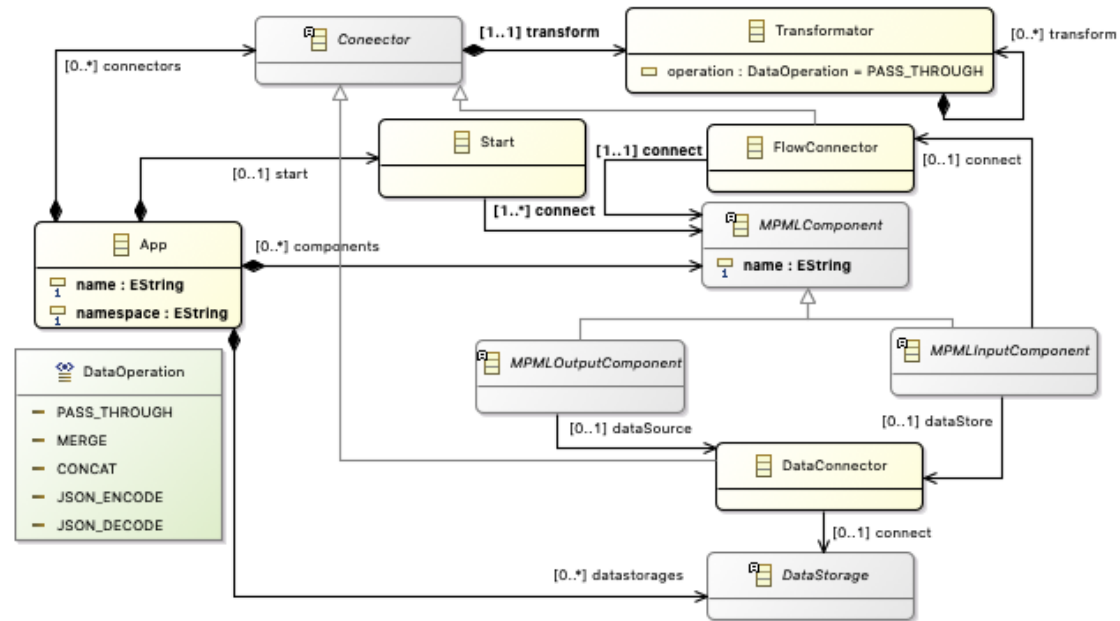 Coneector
[1..1] transform
Transformator
[0..*] transform
operation : DataOperation = PASS_THROUGH
[0..*] connectors
Start
[1..1] connect
FlowConnector
[0..1] connect
[0..1] start
[1..*] connect
MPMLComponent
name : EString
App
[0..*] components
name : EString
namespace : EString
DataOperation
PASS_THROUGH
MERGE
CONCAT
JSON_ENCODE
JSON_DECODE
MPMLOutputComponent
MPMLInputComponent
[0..1] dataSource
[0..1] dataStore
DataConnector
[0..1] connect
[0..*] datastorages
DataStorage